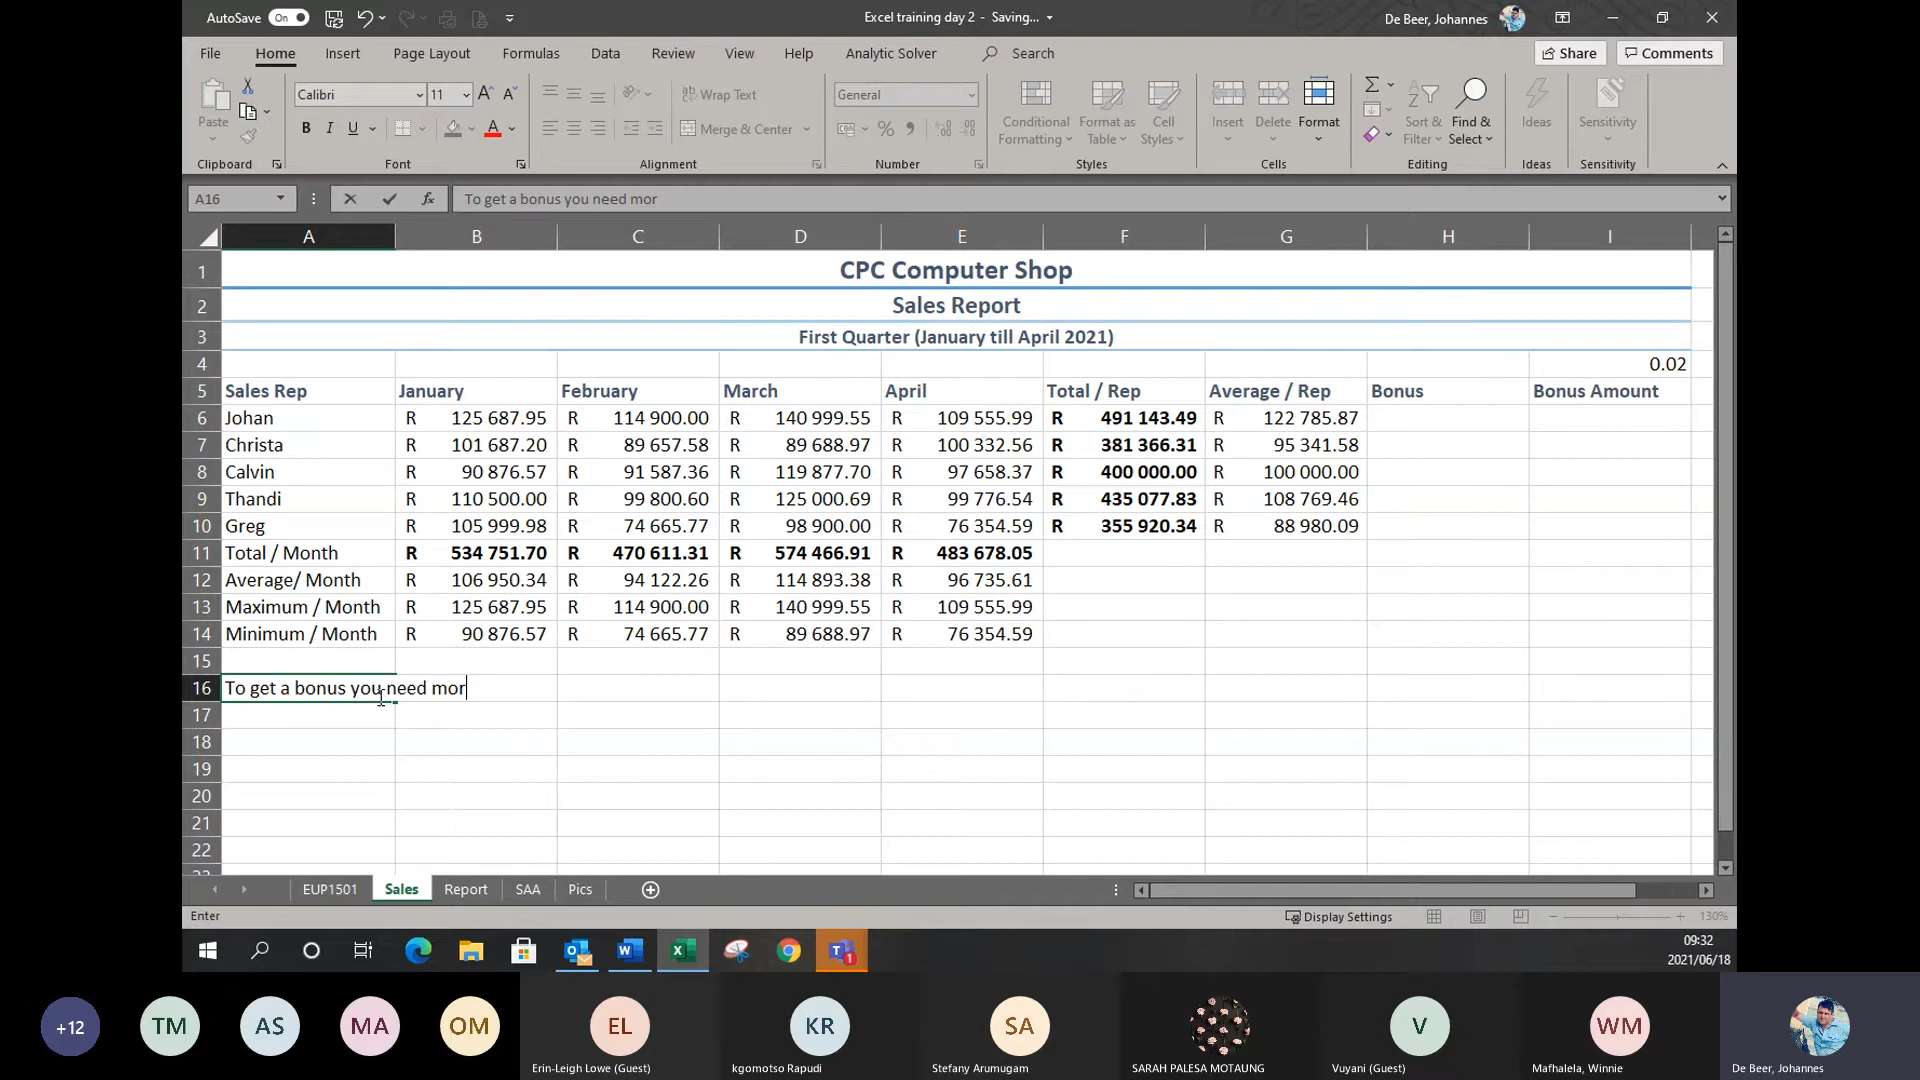 AutoSave On Excel training day 2 - Saving... De Beer, Johannes
File Home Insert Page Layout Formulas Data Review View Help Analytic Solver Search Share Comments
Paste Calibri 11 B I U Wrap Text Merge & Center General Conditional Formatting Format as Table Cell Styles Insert Delete Format Sort & Filter Find & Select Ideas Sensitivity
Clipboard Font Alignment Number Styles Cells Editing Ideas Sensitivity
A16 fx To get a bonus you need mor
A B C D E F G H I
1 CPC Computer Shop
2 Sales Report
3 First Quarter (January till April 2021)
4 0.02
5 Sales Rep January February March April Total / Rep Average / Rep Bonus Bonus Amount
6 Johan R 125 687.95 R 114 900.00 R 140 999.55 R 109 555.99 R 491 143.49 R 122 785.87
7 Christa R 101 687.20 R 89 657.58 R 89 688.97 R 100 332.56 R 381 366.31 R 95 341.58
8 Calvin R 90 876.57 R 91 587.36 R 119 877.70 R 97 658.37 R 400 000.00 R 100 000.00
9 Thandi R 110 500.00 R 99 800.60 R 125 000.69 R 99 776.54 R 435 077.83 R 108 769.46
10 Greg R 105 999.98 R 74 665.77 R 98 900.00 R 76 354.59 R 355 920.34 R 88 980.09
11 Total / Month R 534 751.70 R 470 611.31 R 574 466.91 R 483 678.05
12 Average/ Month R 106 950.34 R 94 122.26 R 114 893.38 R 96 735.61
13 Maximum / Month R 125 687.95 R 114 900.00 R 140 999.55 R 109 555.99
14 Minimum / Month R 90 876.57 R 74 665.77 R 89 688.97 R 76 354.59
15
16 To get a bonus you need mor
17
18
19
20
21
22
EUP1501 Sales Report SAA Pics
Enter Display Settings 130%
09:32
2021/06/18
+12 TM AS MA OM EL KR SA V WM
Erin-Leigh Lowe (Guest) kgomotso Rapudi Stefany Arumugam SARAH PALESA MOTAUNG Vuyani (Guest) Mafhalela, Winnie De Beer, Johannes